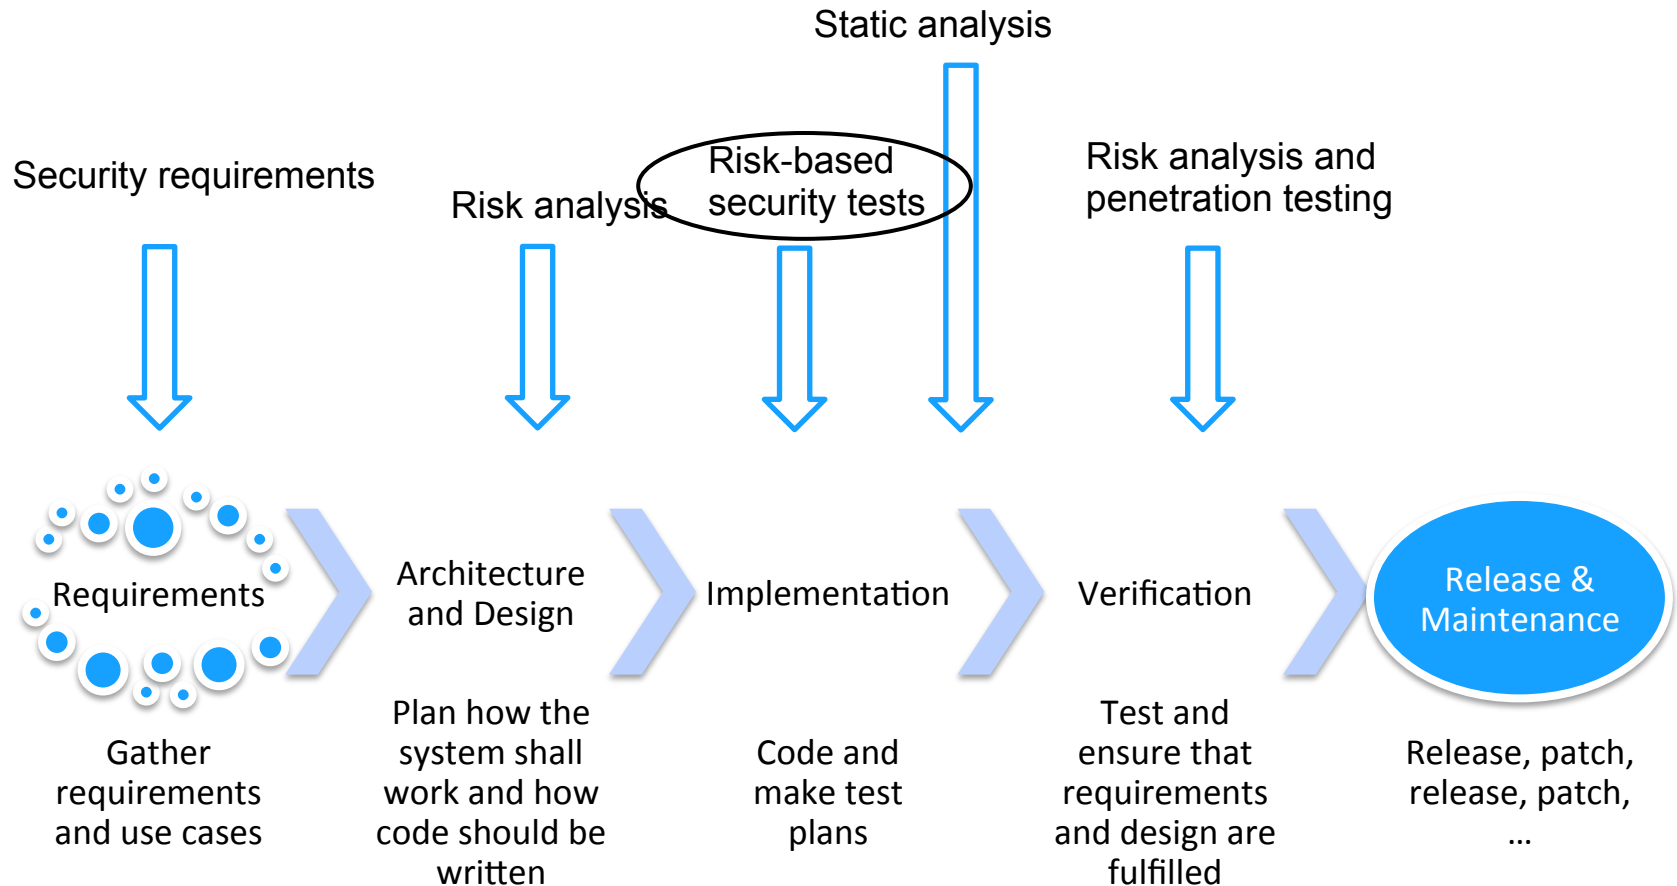 Static analysis
Security requirements
Risk analysis
Risk-based
security tests
Risk analysis and
penetration testing
Requirements
Architecture
and Design
Implementation
Verification
Release &
Maintenance
Gather
requirements
and use cases
Plan how the
system shall
work and how
code should be
written
Code and
make test
plans
Test and
ensure that
requirements
and design are
fulfilled
Release, patch,
release, patch,
...